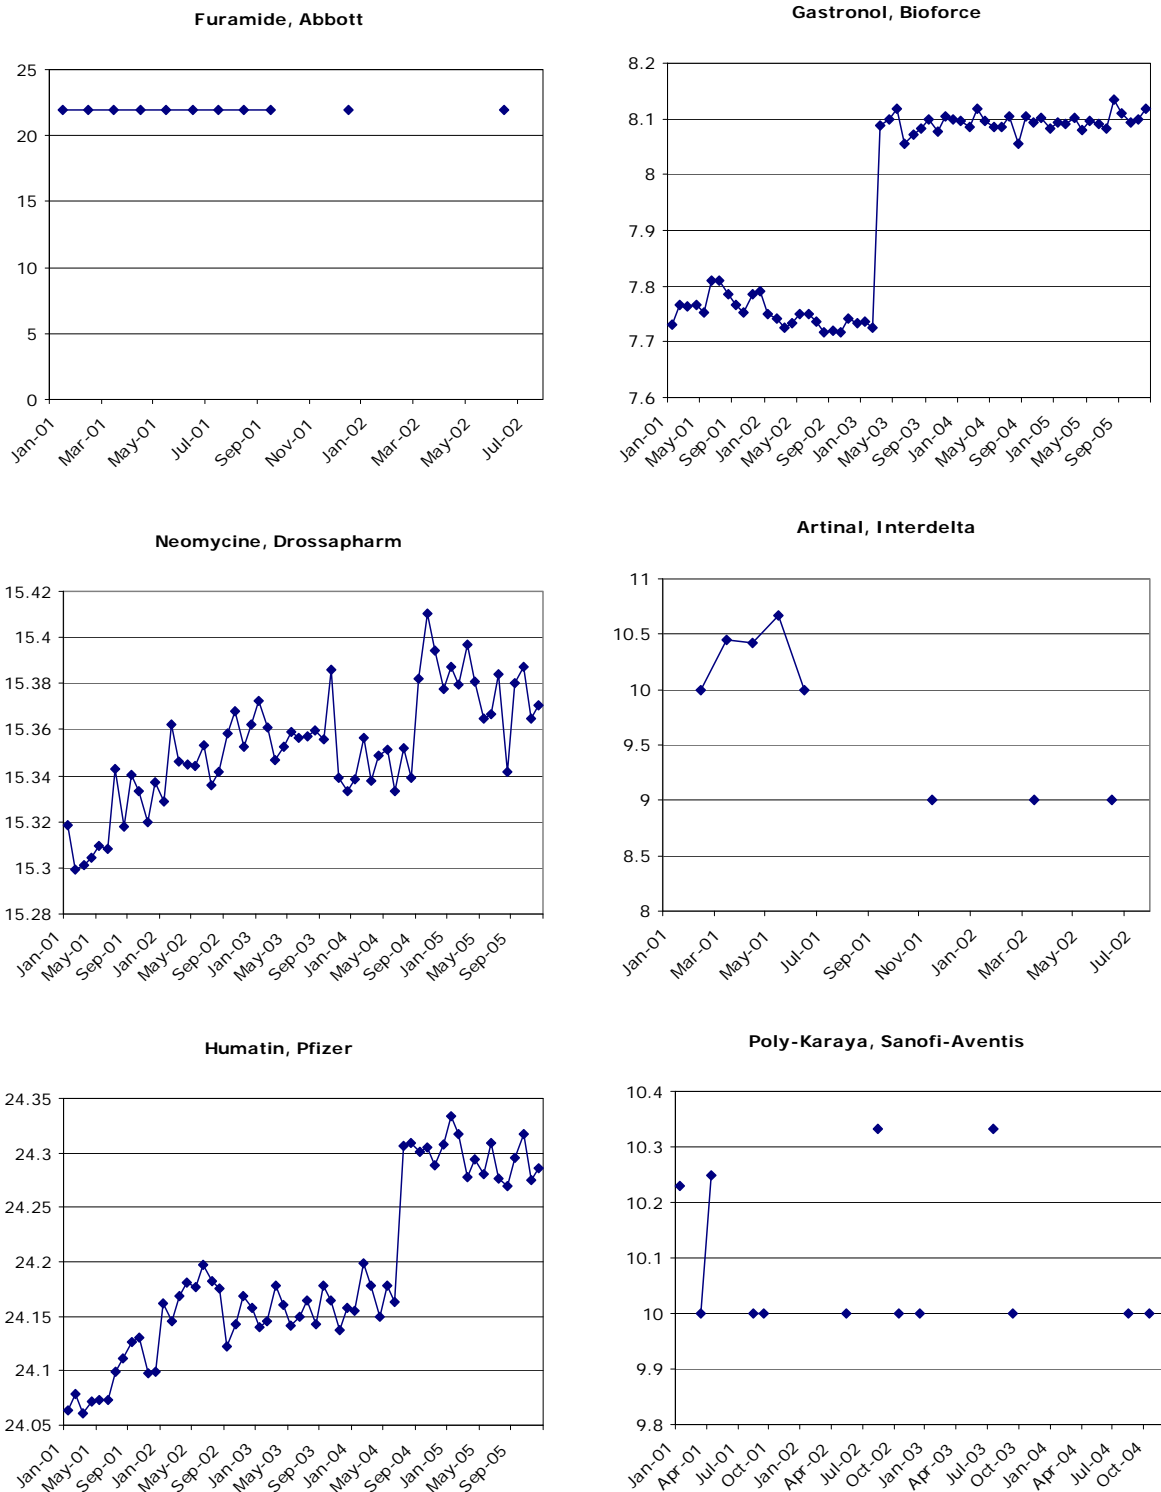 Furamide, Abbott
25
20
15
10
5
0
Jan-01
Mar-01
May-01
Jul-01
Sep-01
Nov-01
Jan-02
Mar-02
May-02
Jul-02
Gastronol, Bioforce
8.2
8.1
8
7.9
7.8
7.7
7.6
Jan-01
May-01
Sep-01
Jan-02
May-02
Sep-02
Jan-03
May-03
Sep-03
Jan-04
May-04
Sep-04
Jan-05
May-05
Sep-05
Neomycine, Drossapharm
15.42
15.4
15.38
15.36
15.34
15.32
15.3
15.28
Jan-01
May-01
Sep-01
Jan-02
May-02
Sep-02
Jan-03
May-03
Sep-03
Jan-04
May-04
Sep-04
Jan-05
May-05
Sep-05
Artinal, Interdelta
11
10.5
10
9.5
9
8.5
8
Jan-01
Mar-01
May-01
Jul-01
Sep-01
Nov-01
Jan-02
Mar-02
May-02
Jul-02
Humatin, Pfizer
24.35
24.3
24.25
24.2
24.15
24.1
24.05
Jan-01
May-01
Sep-01
Jan-02
May-02
Sep-02
Jan-03
May-03
Sep-03
Jan-04
May-04
Sep-04
Jan-05
May-05
Sep-05
Poly-Karaya, Sanofi-Aventis
10.4
10.3
10.2
10.1
10
9.9
9.8
Jan-01
Apr-01
Jul-01
Oct-01
Jan-02
Apr-02
Jul-02
Oct-02
Jan-03
Apr-03
Jul-03
Oct-03
Jan-04
Apr-04
Jul-04
Oct-04